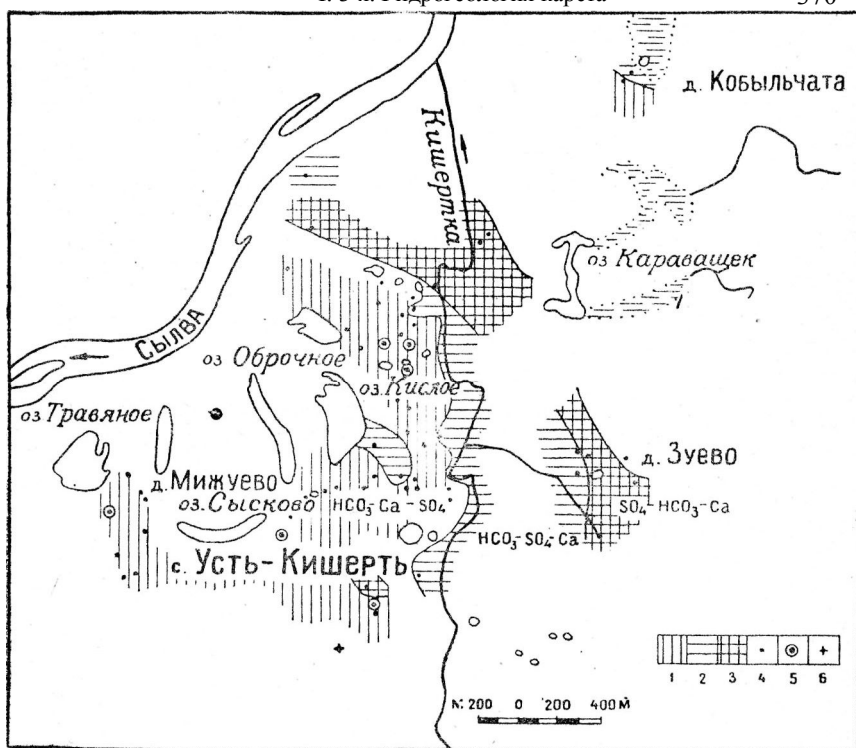 д. Кобыльчата
Кишертка
оз. Караващек
Сылва
оз. Оброчное
оз. Кислое
оз. Травяное
д. Мижуево
д. Зуево
оз. Сысково
HCO₃-Ca-SO₄
SO₄-HCO₃-Ca
HCO₃-SO₄-Ca
с. Усть-Кишерть
1 2 3 4 5 6
200 0 200 400 м